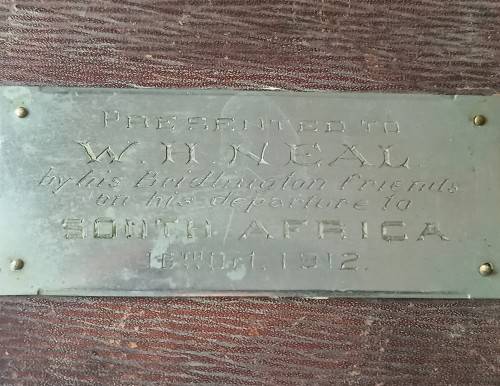 PRESENTED TO
W. H. NEAL.
by his Bridlington friends
on his departure to
SOUTH AFRICA
16th Oct. 1912.